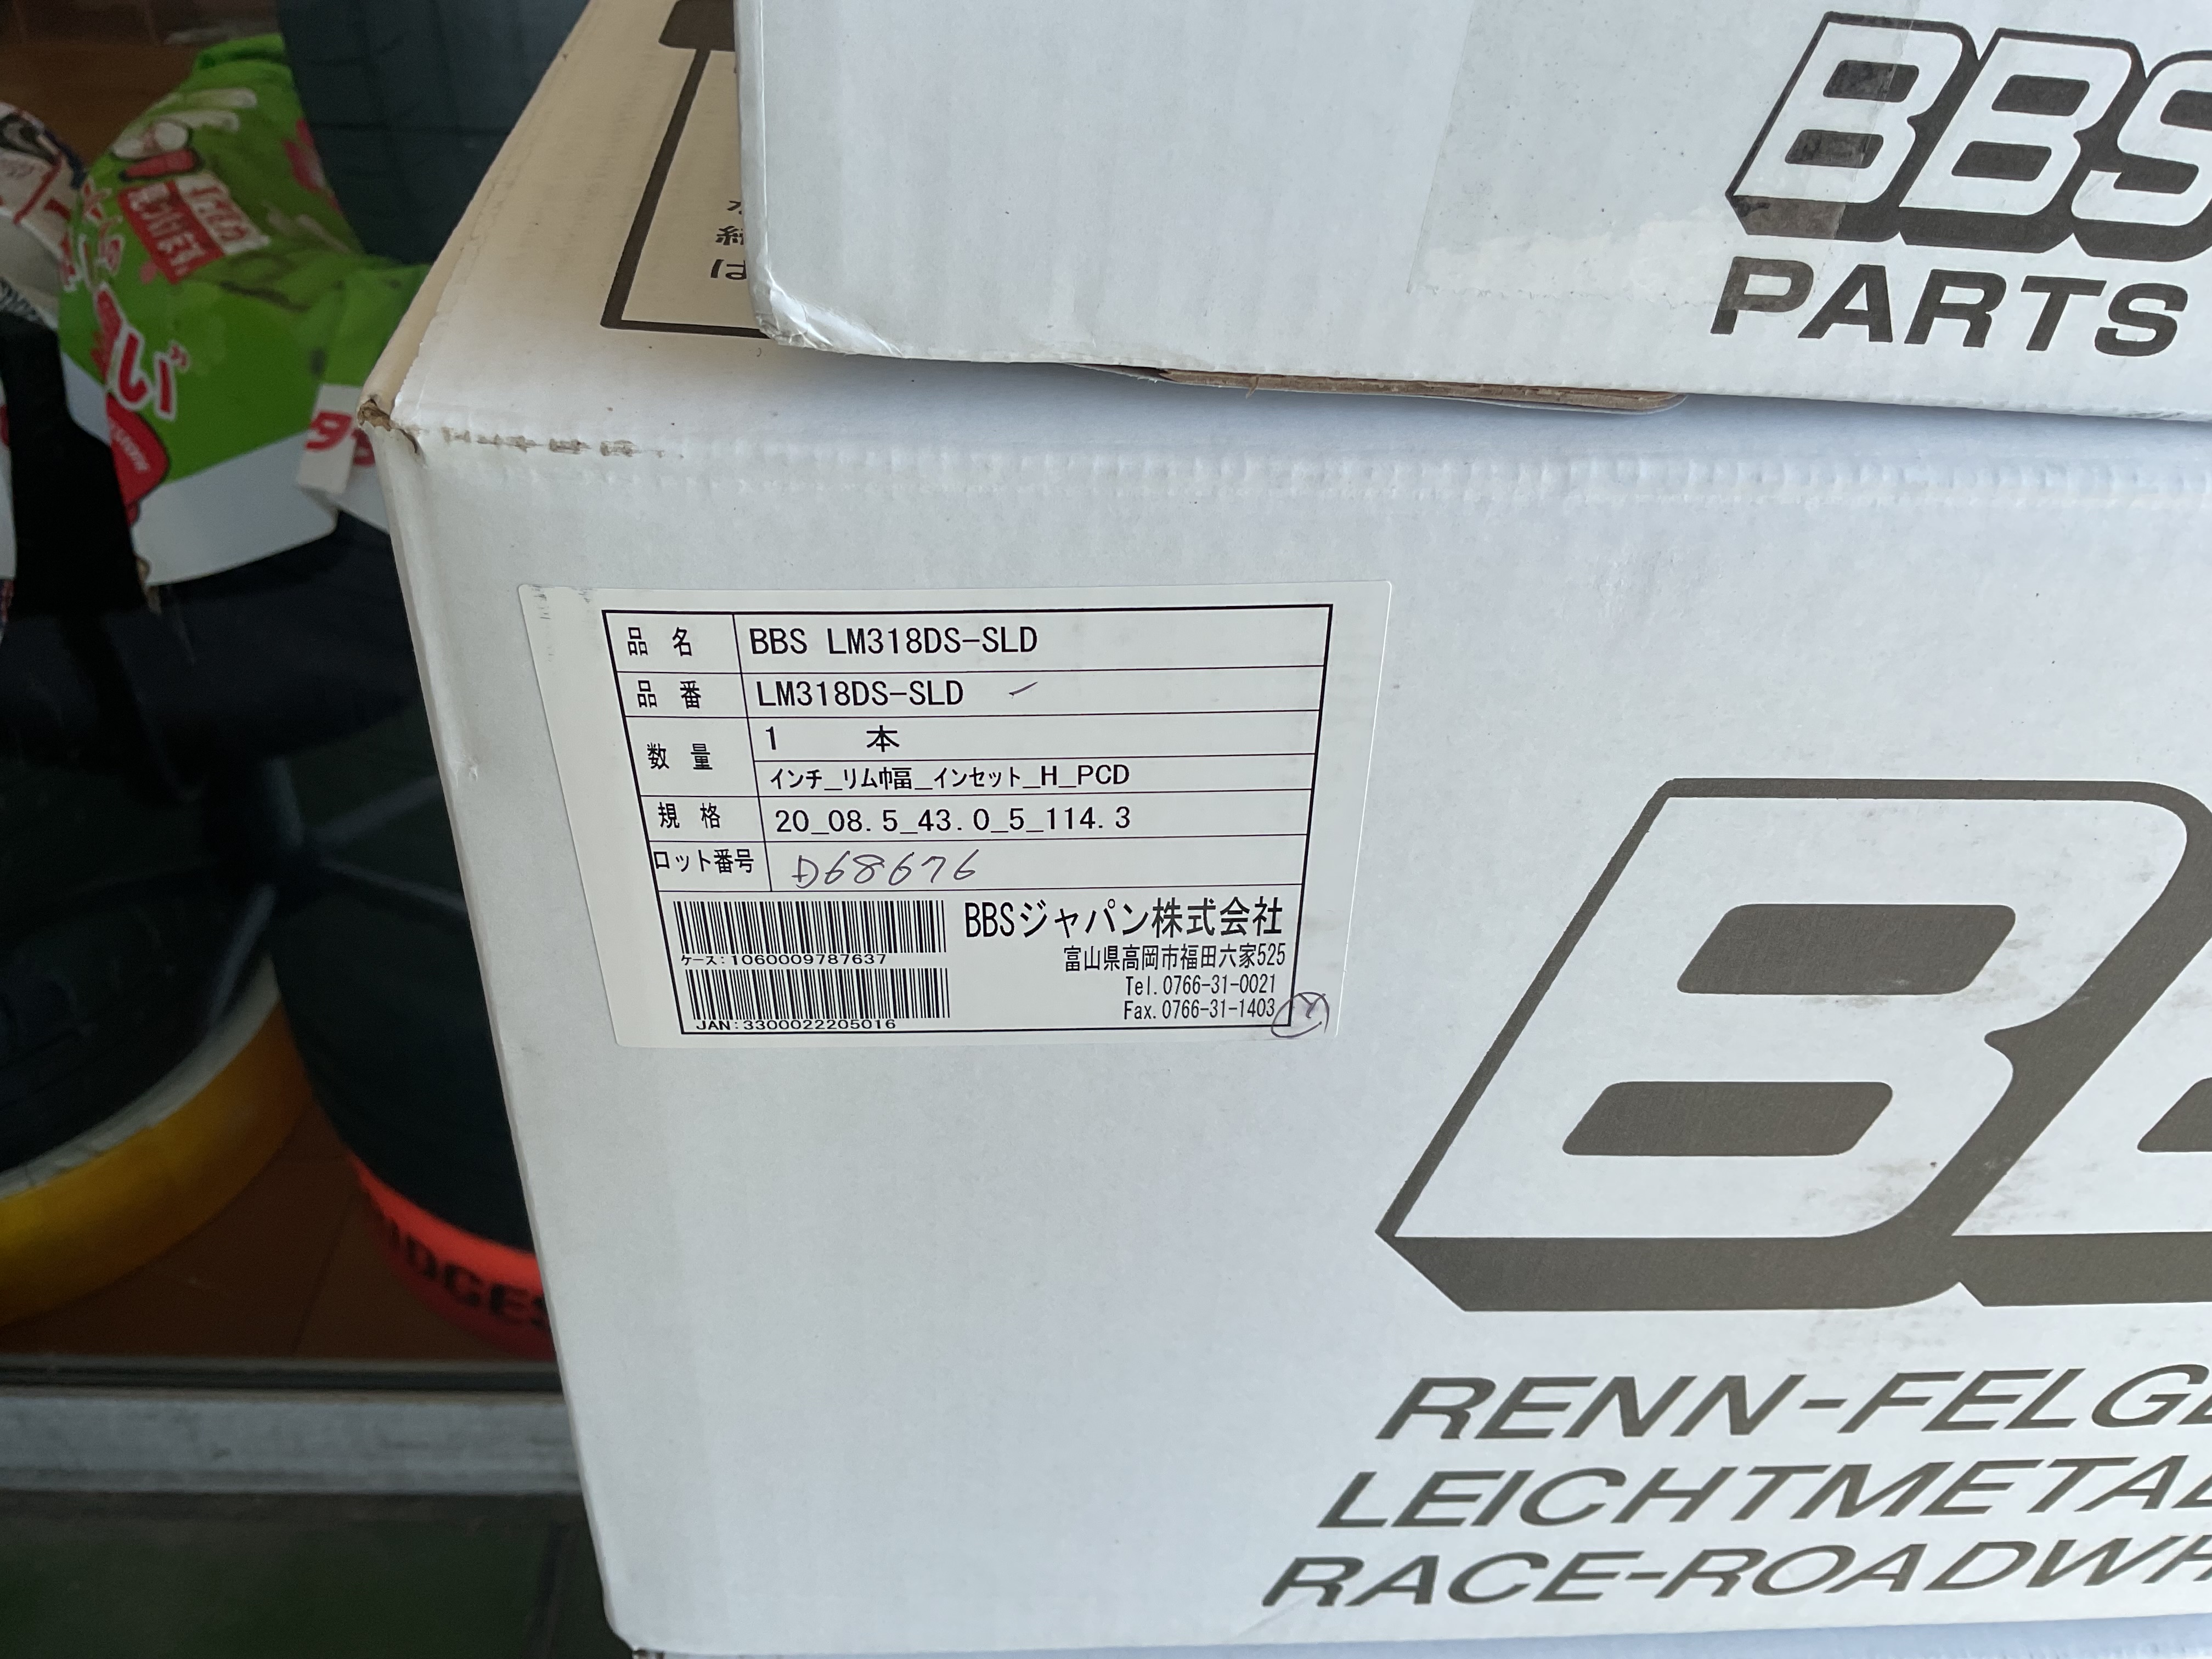 BBS
PARTS
品名 BBS LM318DS-SLD
品番 LM318DS-SLD
数量 1 本
インチ_リム巾畐_インセット_H_PCD
規格 20_08.5_43.0_5_114.3
ロット番号 D68676
ケース:1060009787637
JAN:3300022205016
BBSジャパン株式会社
富山県高岡市福田六家525
Tel.0766-31-0021
Fax.0766-31-1403
RENN-FELGE
LEICHTMETAL
RACE-ROADWH